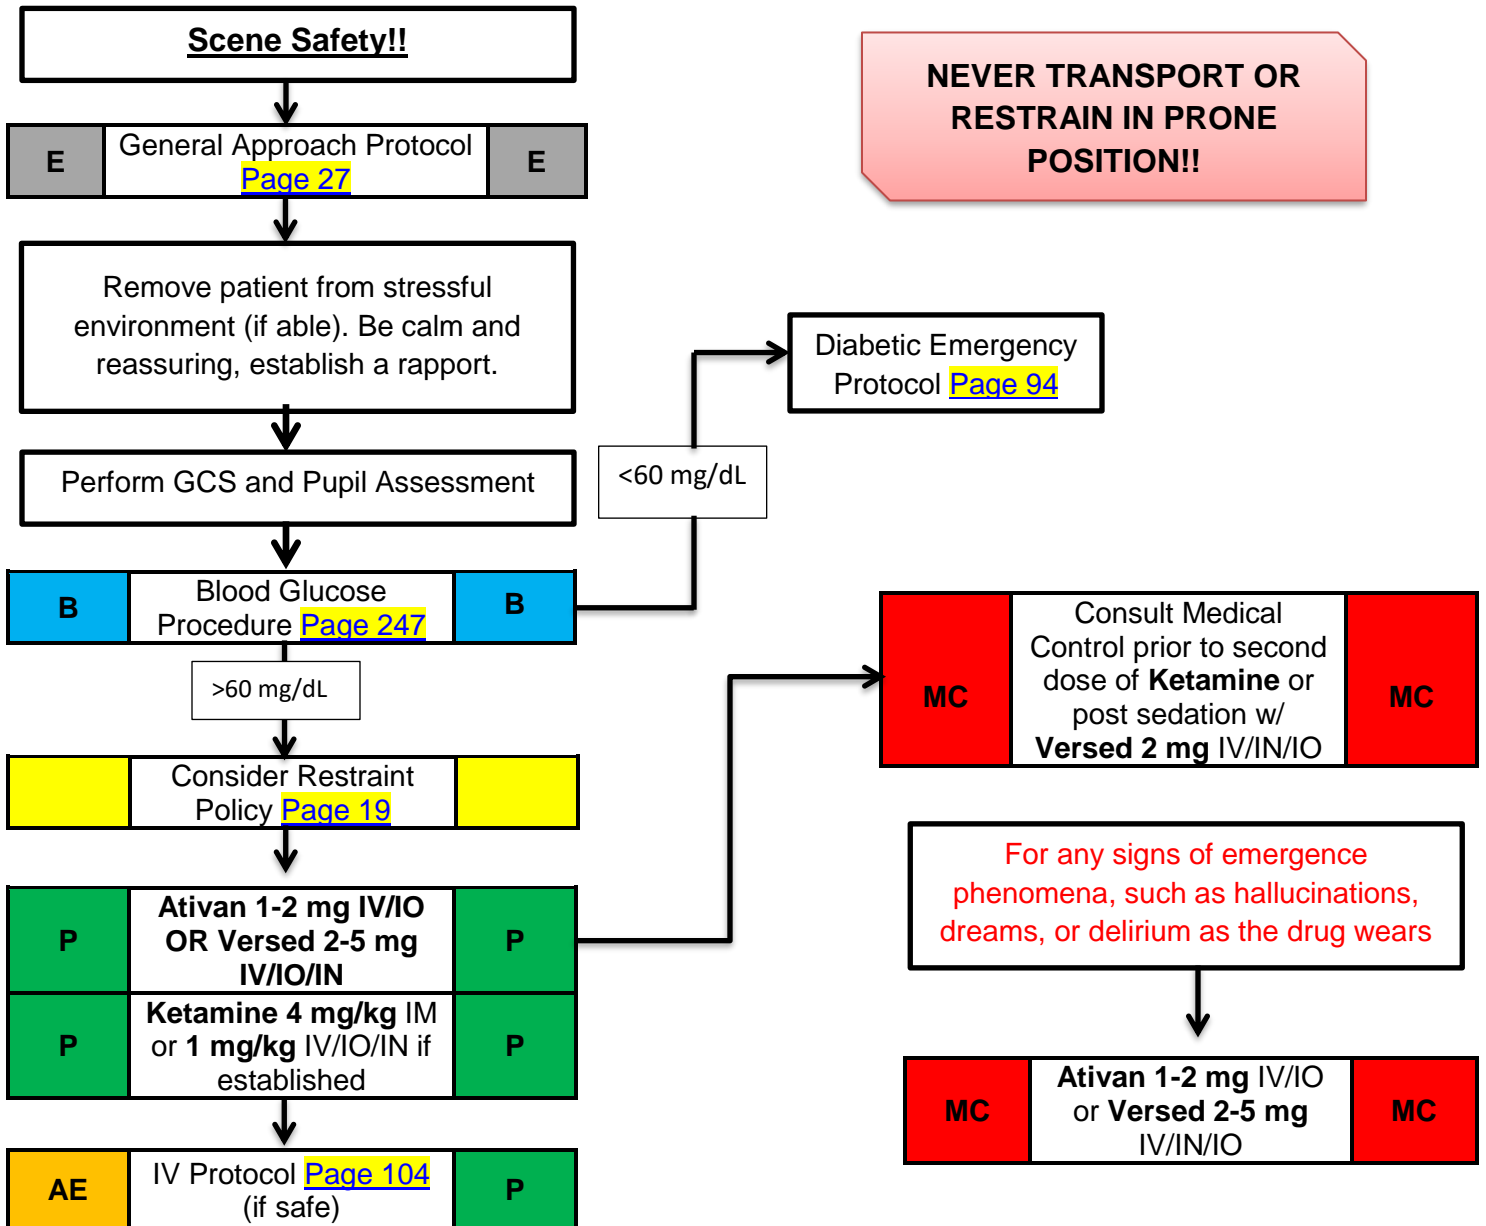 Scene Safety!!
NEVER TRANSPORT OR
RESTRAIN IN PRONE
POSITION!!
E
General Approach Protocol
Page 27
E
Remove patient from stressful
environment (if able). Be calm and
reassuring, establish a rapport.
Diabetic Emergency
Protocol Page 94
Perform GCS and Pupil Assessment
<60 mg/dL
B
Blood Glucose
Procedure Page 247
B
>60 mg/dL
MC
Consult Medical
Control prior to second
dose of Ketamine or
post sedation w/
Versed 2 mg IV/IN/IO
MC
Consider Restraint
Policy Page 19
For any signs of emergence
phenomena, such as hallucinations,
dreams, or delirium as the drug wears
P
Ativan 1-2 mg IV/IO
OR Versed 2-5 mg
IV/IO/IN
P
P
Ketamine 4 mg/kg IM
or 1 mg/kg IV/IO/IN if
established
P
MC
Ativan 1-2 mg IV/IO
or Versed 2-5 mg
IV/IN/IO
MC
AE
IV Protocol Page 104
(if safe)
P